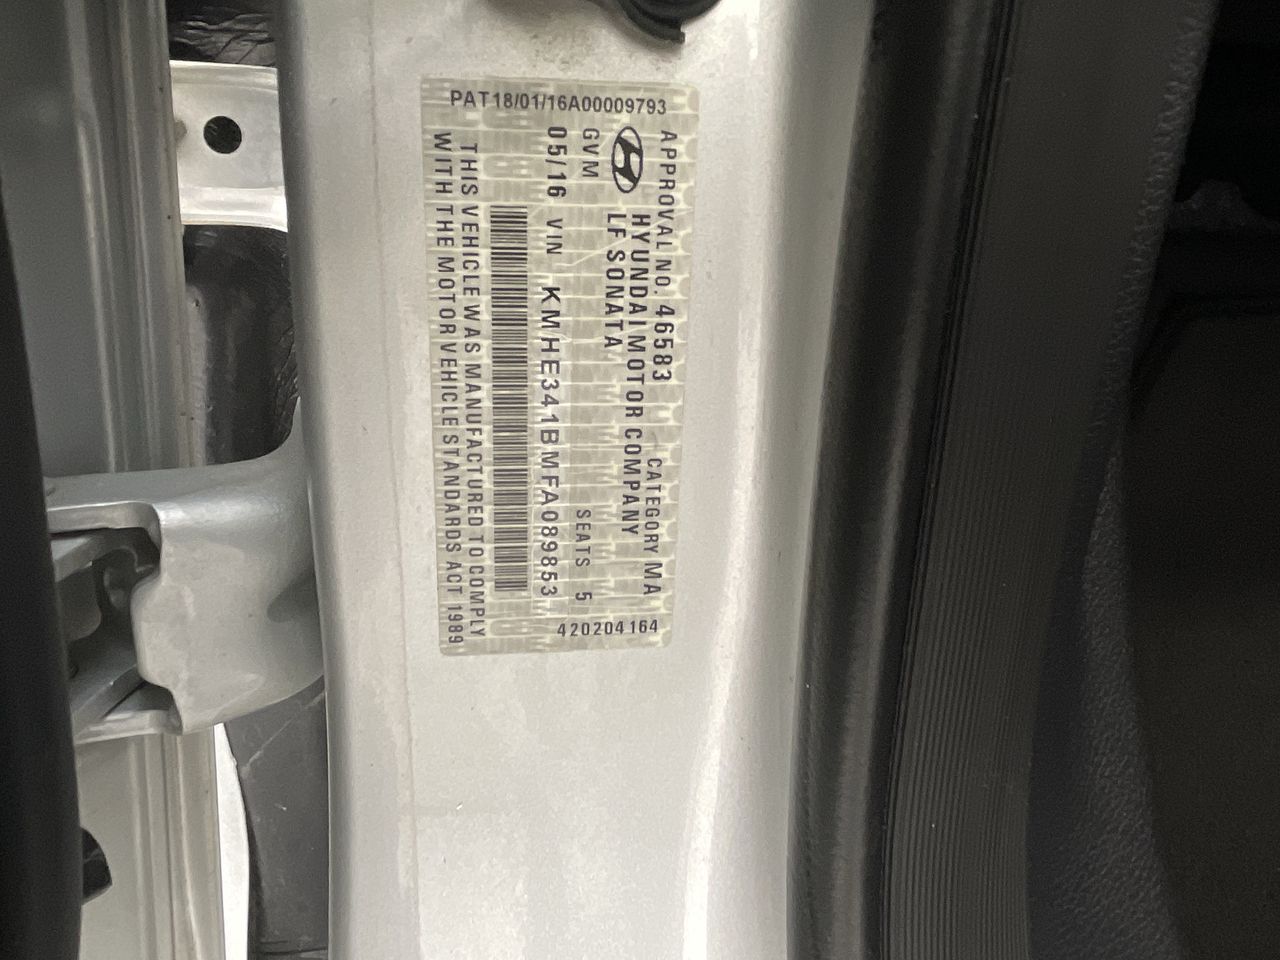 PAT18/01/16A00009793
APPROVAL NO. 46583 CATEGORY MA
HYUNDAI MOTOR COMPANY
LF SONATA
GVM SEATS 5
05/16 VIN KMHE341BMFA089853
THIS VEHICLE WAS MANUFACTURED TO COMPLY
WITH THE MOTOR VEHICLE STANDARDS ACT 1989
420204164